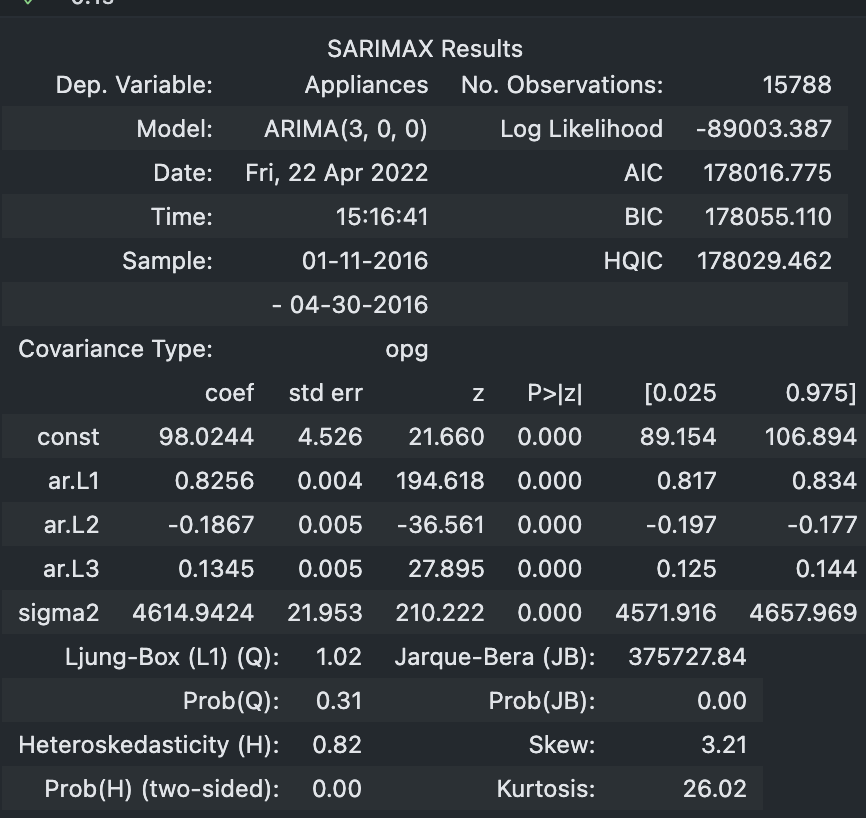 SARIMAX Results
Dep. Variable: Appliances No. Observations: 15788
Model: ARIMA(3, 0, 0) Log Likelihood -89003.387
Date: Fri, 22 Apr 2022 AIC 178016.775
Time: 15:16:41 BIC 178055.110
Sample: 01-11-2016 HQIC 178029.462
- 04-30-2016
Covariance Type: opg
coef std err z P>|z| [0.025 0.975]
const 98.0244 4.526 21.660 0.000 89.154 106.894
ar.L1 0.8256 0.004 194.618 0.000 0.817 0.834
ar.L2 -0.1867 0.005 -36.561 0.000 -0.197 -0.177
ar.L3 0.1345 0.005 27.895 0.000 0.125 0.144
sigma2 4614.9424 21.953 210.222 0.000 4571.916 4657.969
Ljung-Box (L1) (Q): 1.02 Jarque-Bera (JB): 375727.84
Prob(Q): 0.31 Prob(JB): 0.00
Heteroskedasticity (H): 0.82 Skew: 3.21
Prob(H) (two-sided): 0.00 Kurtosis: 26.02